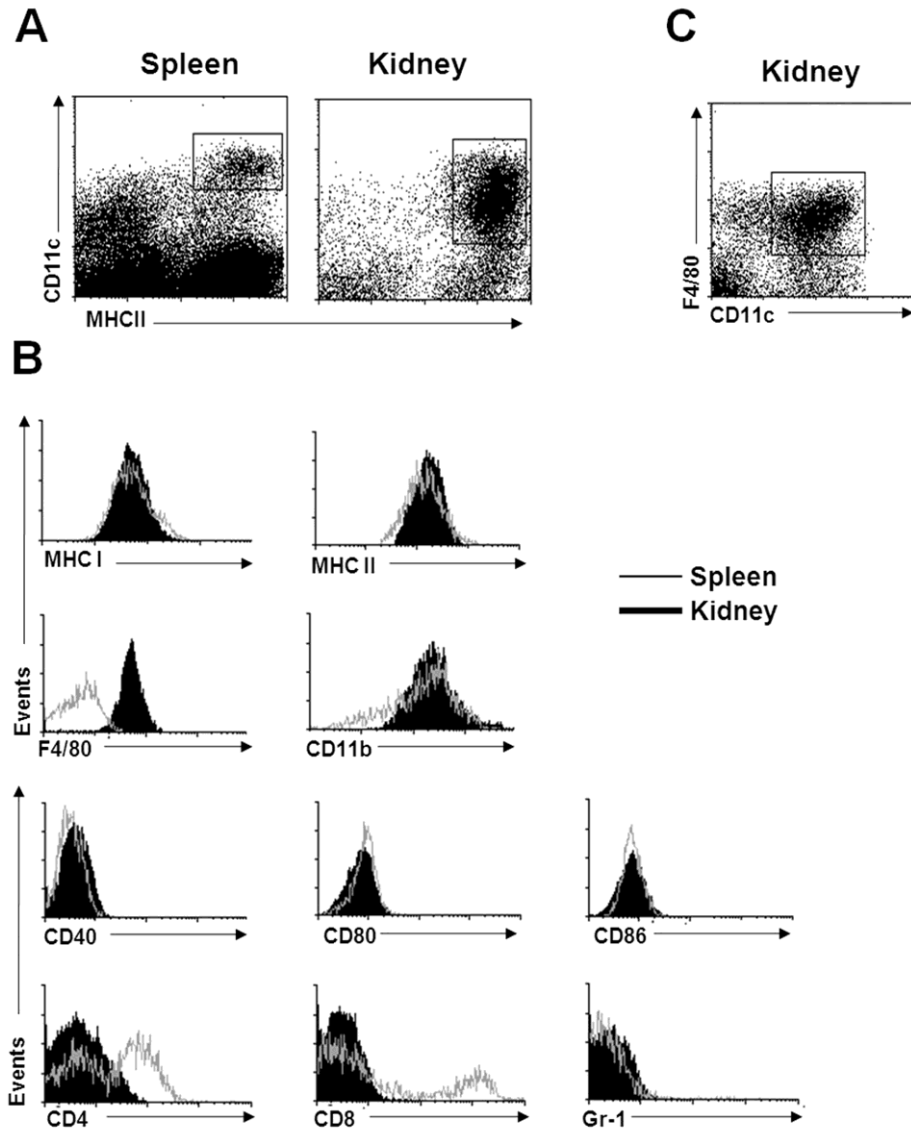 A
Spleen
Kidney
CD11c
MHCII
C
Kidney
F4/80
CD11c
B
Events
MHC I
MHC II
Spleen
Kidney
F4/80
CD11b
Events
CD40
CD80
CD86
CD4
CD8
Gr-1